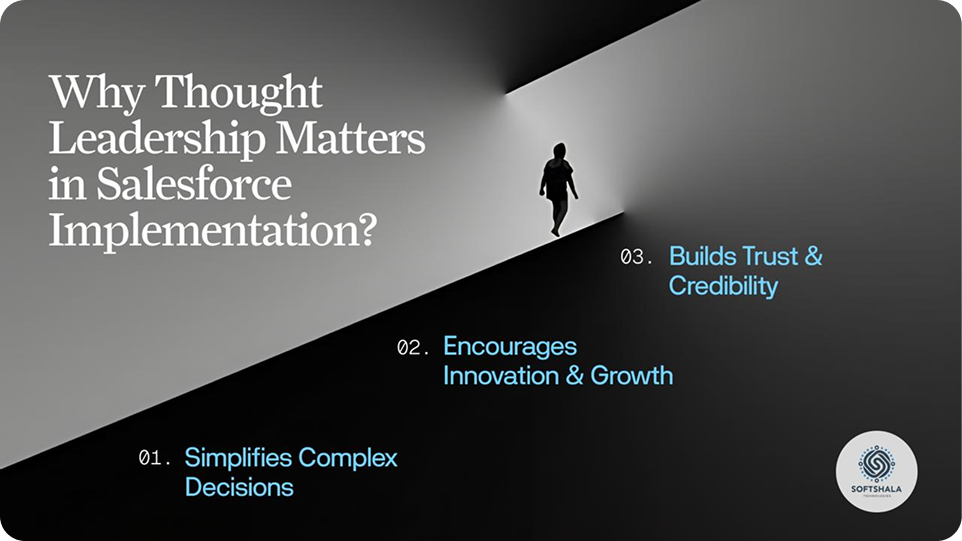 Why Thought
Leadership Matters
in Salesforce
Implementation?
03. Builds Trust &
Credibility
02. Encourages
Innovation & Growth
01. Simplifies Complex
Decisions
SOFTSHALA
TECHNOLOGIES